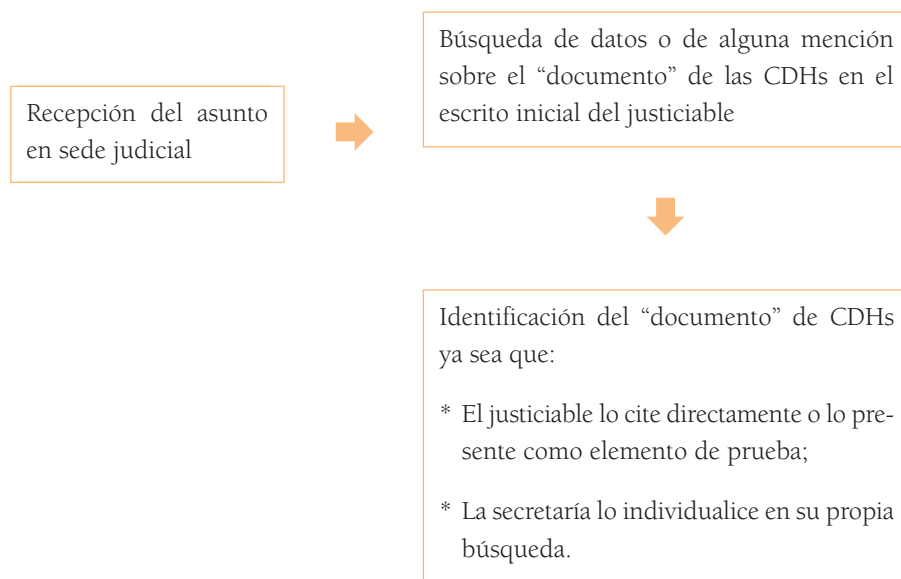 Recepción del asunto
en sede judicial
Búsqueda de datos o de alguna mención
sobre el “documento” de las CDHs en el
escrito inicial del justiciable
Identificación del “documento” de CDHs
ya sea que:
* El justiciable lo cite directamente o lo pre-
sente como elemento de prueba;
* La secretaría lo individualice en su propia
búsqueda.